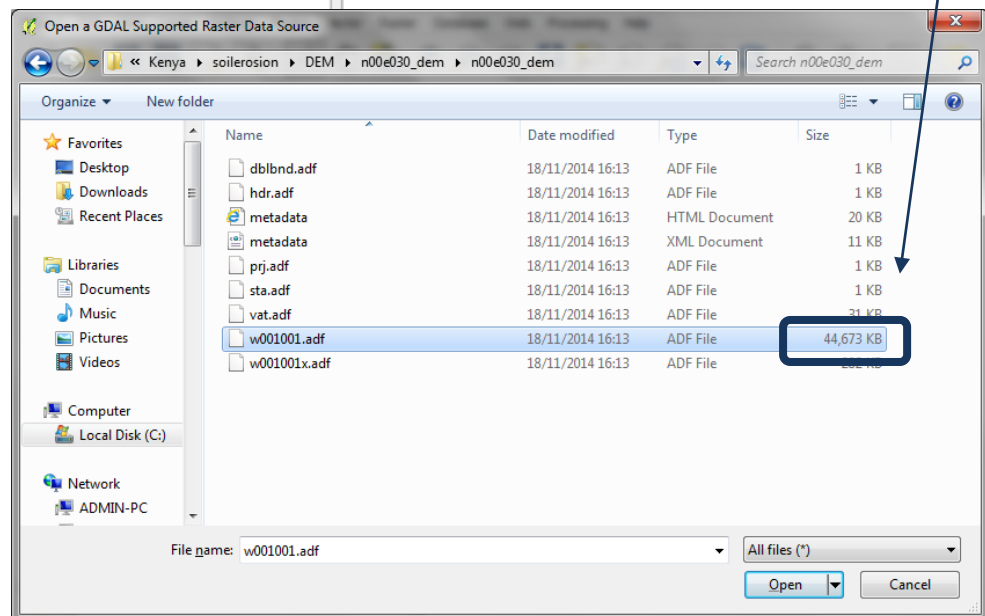 Open a GDAL Supported Raster Data Source
« Kenya soilerosion DEM n00e030_dem n00e030_dem
Search n00e030_dem
Organize New folder
Name Date modified Type Size
Favorites
Desktop
Downloads
Recent Places
Libraries
Documents
Music
Pictures
Videos
Computer
Local Disk (C:)
Network
ADMIN-PC
dblbnd.adf 18/11/2014 16:13 ADF File 1 KB
hdr.adf 18/11/2014 16:13 ADF File 1 KB
metadata 18/11/2014 16:13 HTML Document 20 KB
metadata 18/11/2014 16:13 XML Document 11 KB
prj.adf 18/11/2014 16:13 ADF File 1 KB
sta.adf 18/11/2014 16:13 ADF File 1 KB
vat.adf 18/11/2014 16:13 ADF File 31 KB
w001001.adf 18/11/2014 16:13 ADF File 44,673 KB
w001001x.adf 18/11/2014 16:13 ADF File KB
File name: w001001.adf
All files (*)
Open Cancel